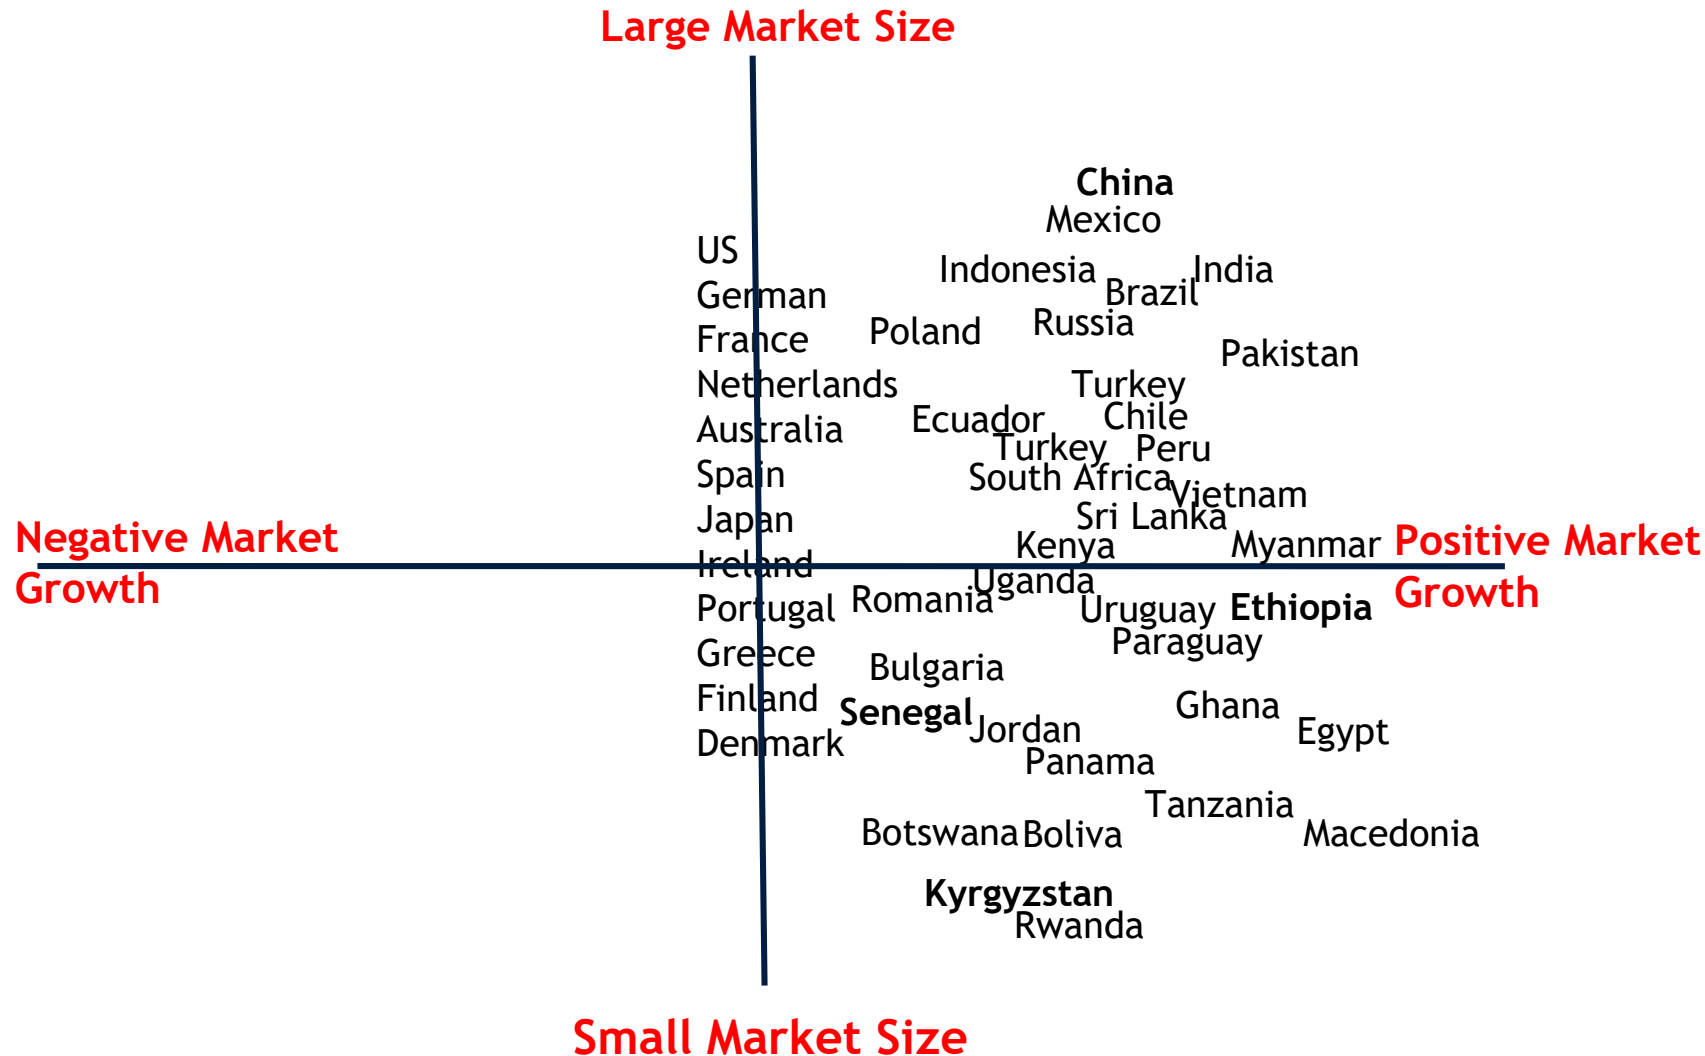 Large Market Size
China
Mexico
US
Indonesia
India
Brazil
German
Russia
Poland
France
Pakistan
Netherlands
Turkey
Chile
Ecuador
Australia
Turkey
Peru
Spain
South Africa
Vietnam
Sri Lanka
Japan
Negative Market
Growth
Kenya
Myanmar
Positive Market
Growth
Ireland
Uganda
Romania
Portugal
Uruguay
Ethiopia
Paraguay
Greece
Bulgaria
Finland
Senegal
Ghana
Jordan
Egypt
Denmark
Panama
Tanzania
Botswana
Boliva
Macedonia
Kyrgyzstan
Rwanda
Small Market Size